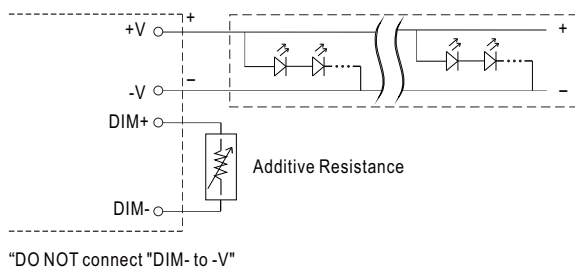 +
+V
+
−
-V
−
DIM+
Additive Resistance
DIM-
“DO NOT connect "DIM- to -V"